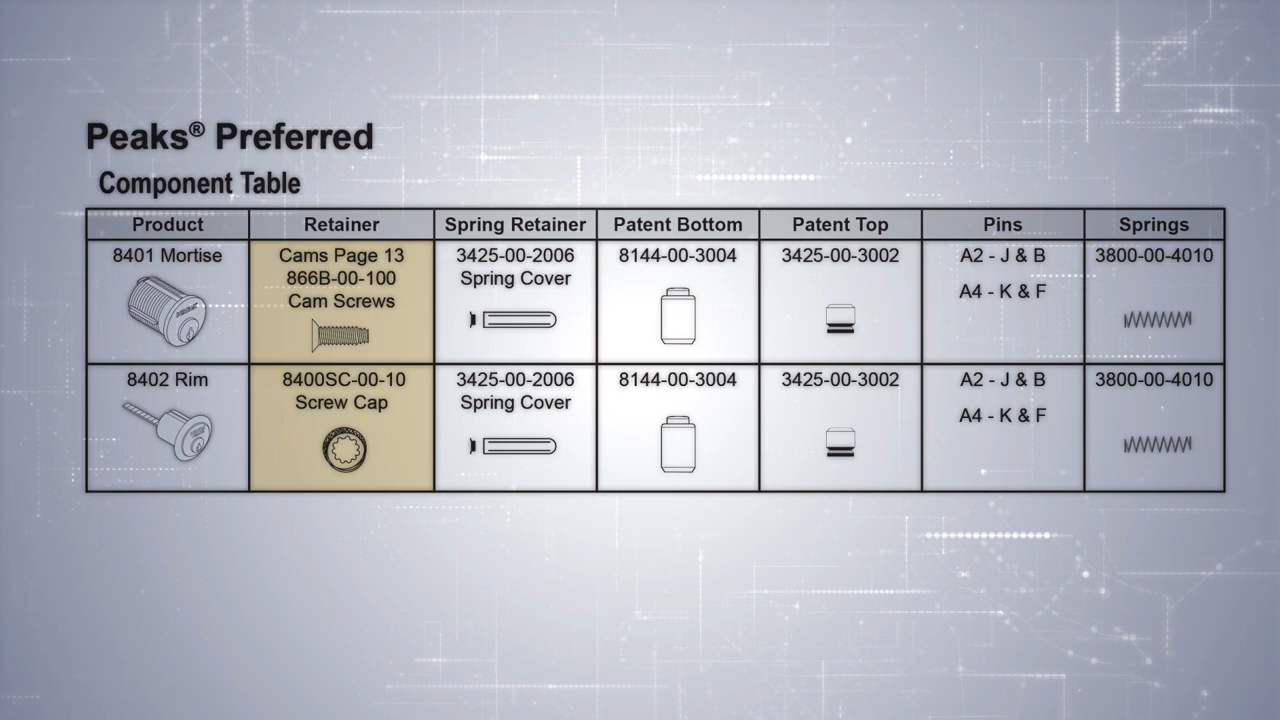 Peaks® Preferred
Component Table
Product Retainer Spring Retainer Patent Bottom Patent Top Pins Springs
8401 Mortise Cams Page 13 3425-00-2006 8144-00-3004 3425-00-3002 A2 - J & B 3800-00-4010
866B-00-100 Spring Cover A4 - K & F
Cam Screws
8402 Rim 8400SC-00-10 3425-00-2006 8144-00-3004 3425-00-3002 A2 - J & B 3800-00-4010
Screw Cap Spring Cover A4 - K & F